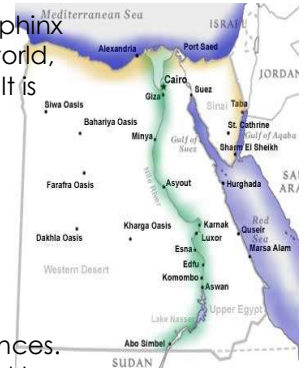 Mediterranean Sea
phinx
ISRAEL
Alexandria
Port Saed
world,
Cairo
JORDAN
It is
Giza
Suez
Sinai
Taba
Siwa Oasis
St. Cathrine
Bahariya Oasis
Gulf of Aqaba
Minya
Gulf of
Suez
Sharm El Sheikh
Nile River
Asyout
Hurghada
Farafra Oasis
Red
Sea
Kharga Oasis
Karnak
Quseir
Dakhla Oasis
Luxor
Marsa Alam
Esna
Edfu
Western Desert
Komombo
Aswan
Upper Egypt
Lake Nasser
nces.
Abo Simbel
SUDAN